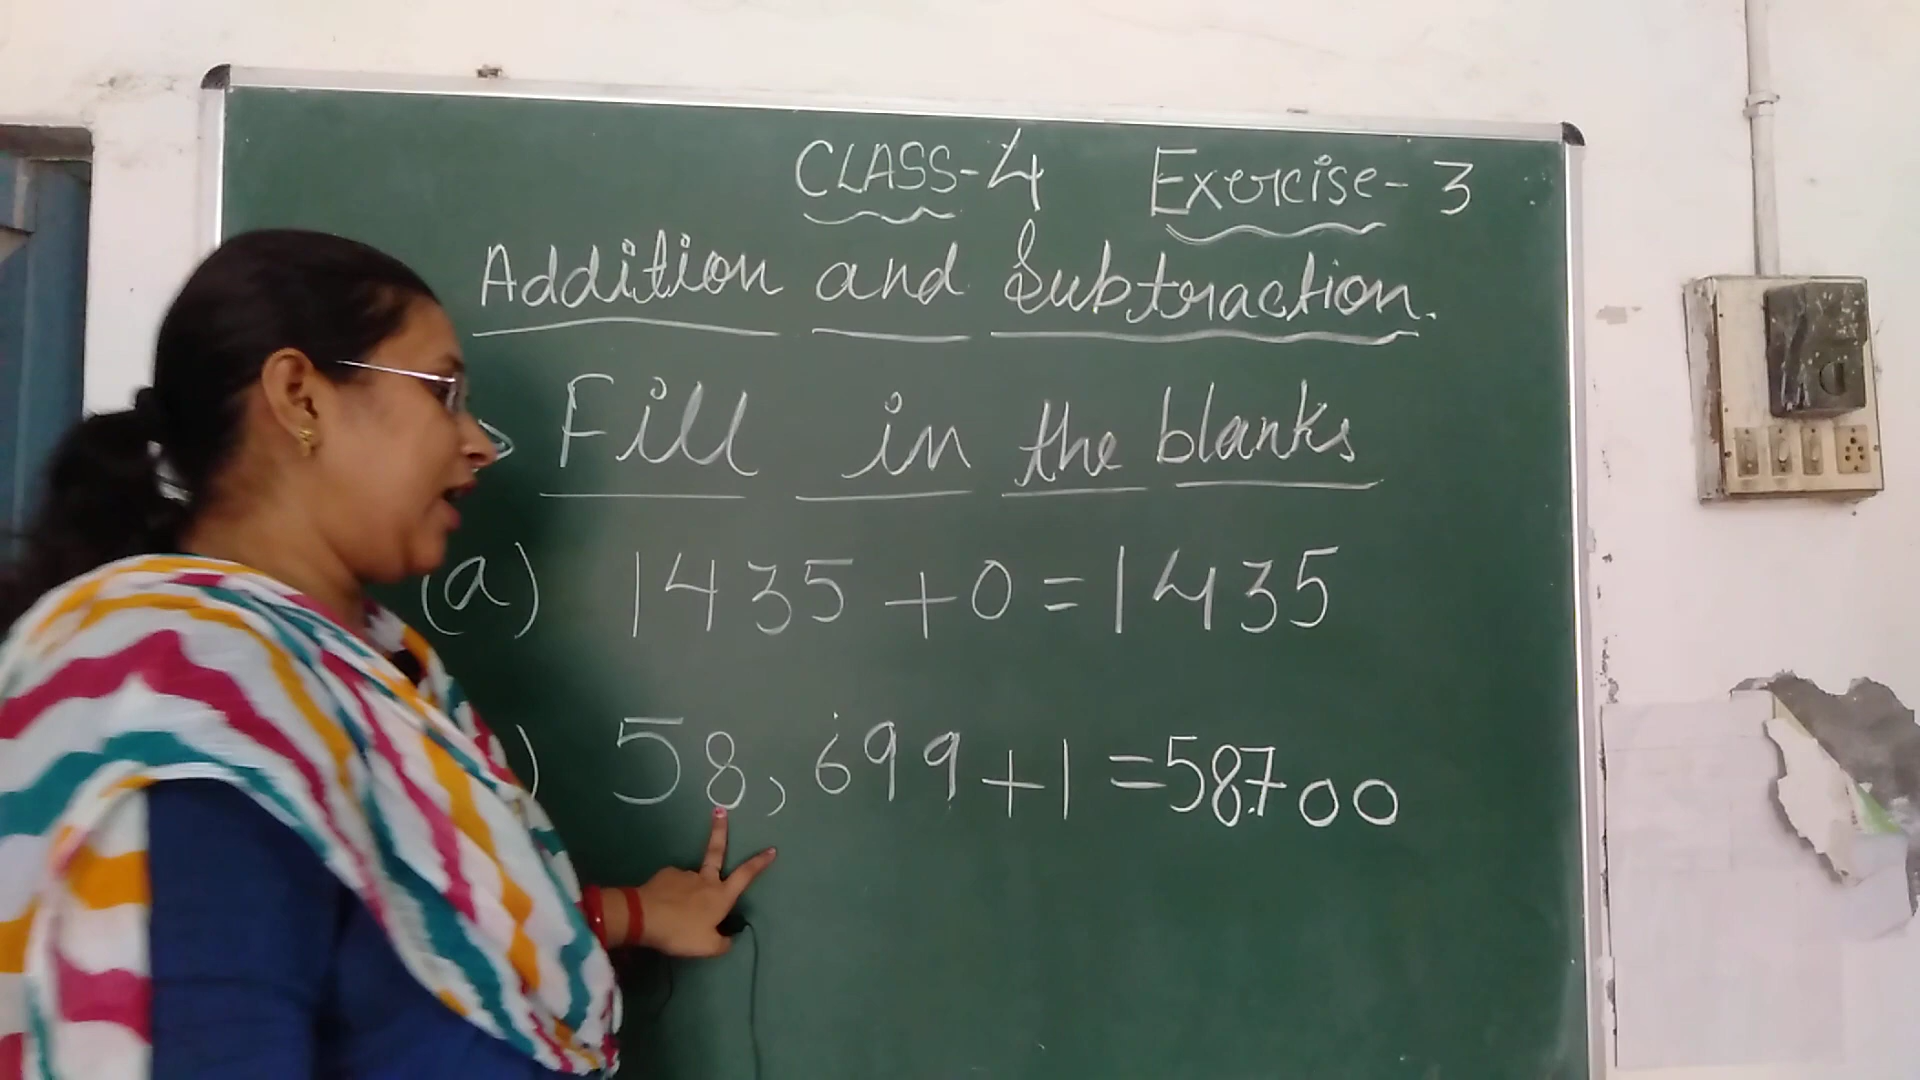 CLASS-4 Exercise-3
Addition and Subtraction.
Fill in the blanks
(a) 1435+0=1435
) 58,699+1=58700